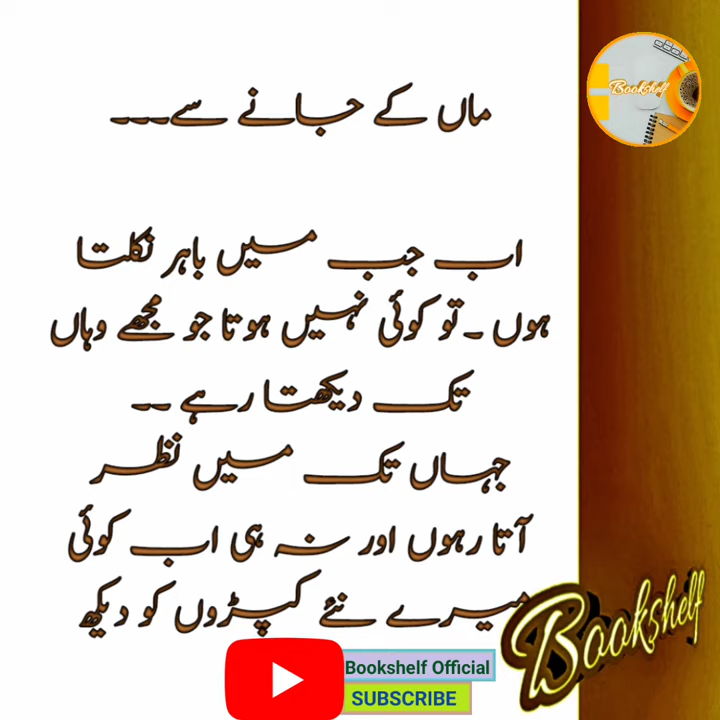 Bookshelf
ماں کے جانے سے۔۔۔
اب جب میں باہر نکلتا
ہوں ۔ تو کوئی نہیں ہوتا جو مجھے وہاں
تک دیکھتا رہے ۔۔
جہاں تک میں نظر
آتا رہوں اور نہ ہی اب کوئی
میرے نئے کپڑوں کو دیکھ
Bookshelf
Bookshelf Official
SUBSCRIBE